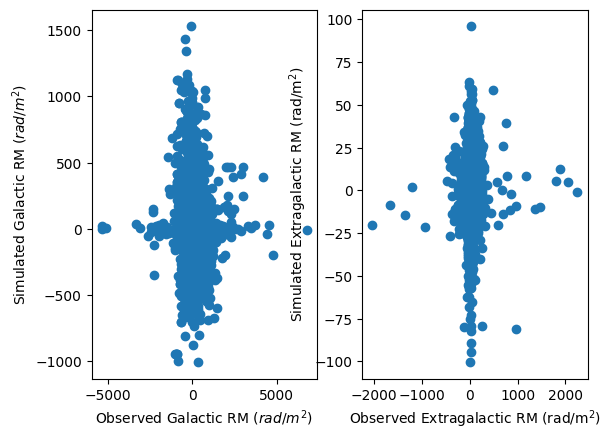 1500
1000
500
0
−500
−1000
−5000 0 5000
Simulated Galactic RM (rad/m²)
Observed Galactic RM (rad/m²)
100
75
50
25
0
−25
−50
−75
−100
−2000 −1000 0 1000 2000
Simulated Extragalactic RM (rad/m²)
Observed Extragalactic RM (rad/m²)